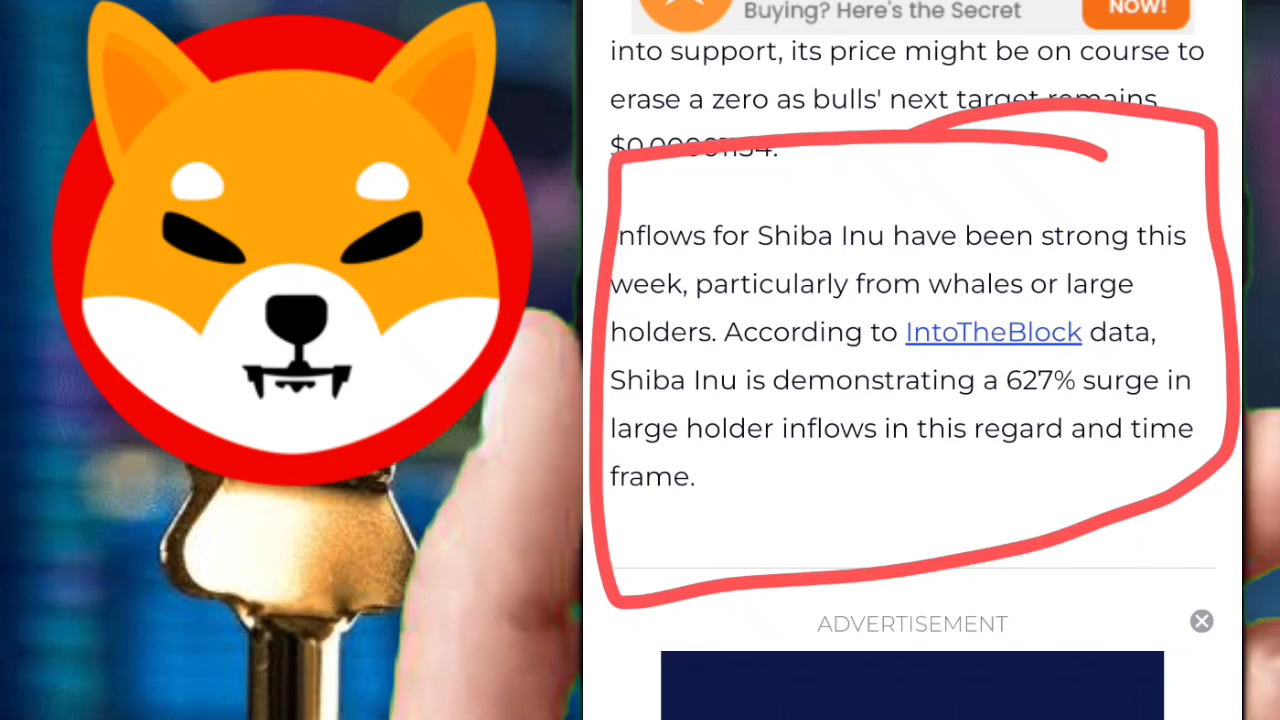 Buying? Here's the Secret
NOW!
into support, its price might be on course to
erase a zero as bulls' next target remains
$0.00001154.
Inflows for Shiba Inu have been strong this
week, particularly from whales or large
holders. According to IntoTheBlock data,
Shiba Inu is demonstrating a 627% surge in
large holder inflows in this regard and time
frame.
ADVERTISEMENT